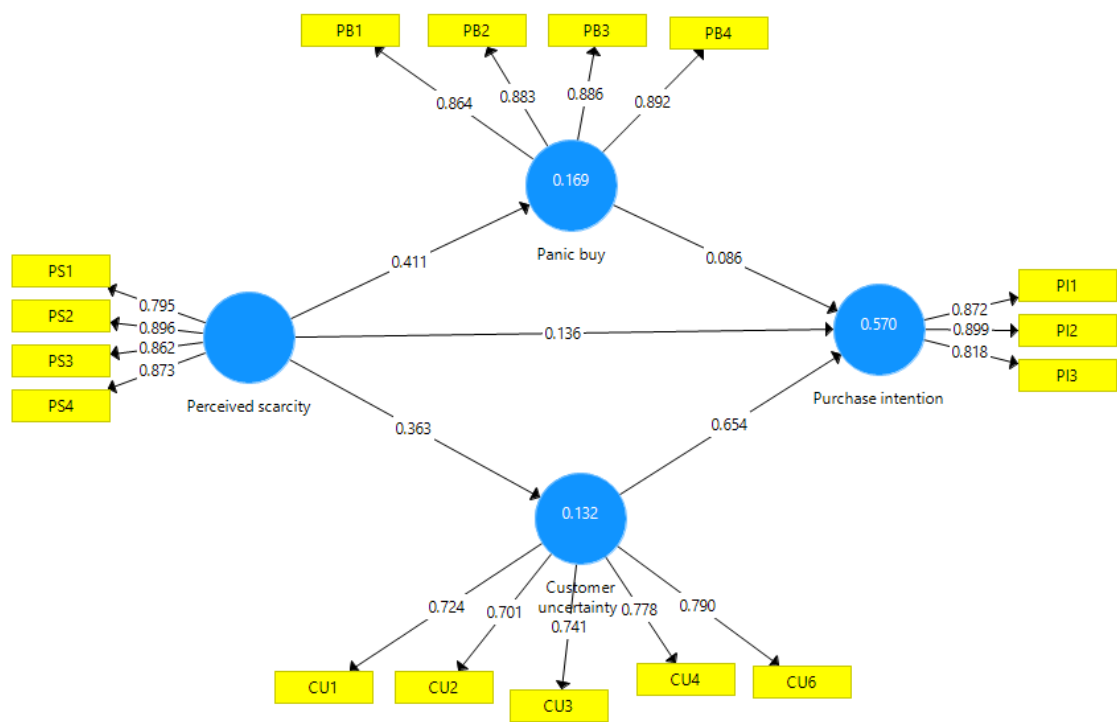 PB1
PB2
PB3
PB4
0.864
0.883
0.886
0.892
0.169
Panic buy
0.411
0.086
PS1
PS2
PS3
PS4
0.795
0.896
0.862
0.873
Perceived scarcity
0.136
0.570
Purchase intention
0.872
0.899
0.818
PI1
PI2
PI3
0.363
0.654
0.132
Customer
uncertainty
0.724
0.701
0.741
0.778
0.790
CU1
CU2
CU3
CU4
CU6